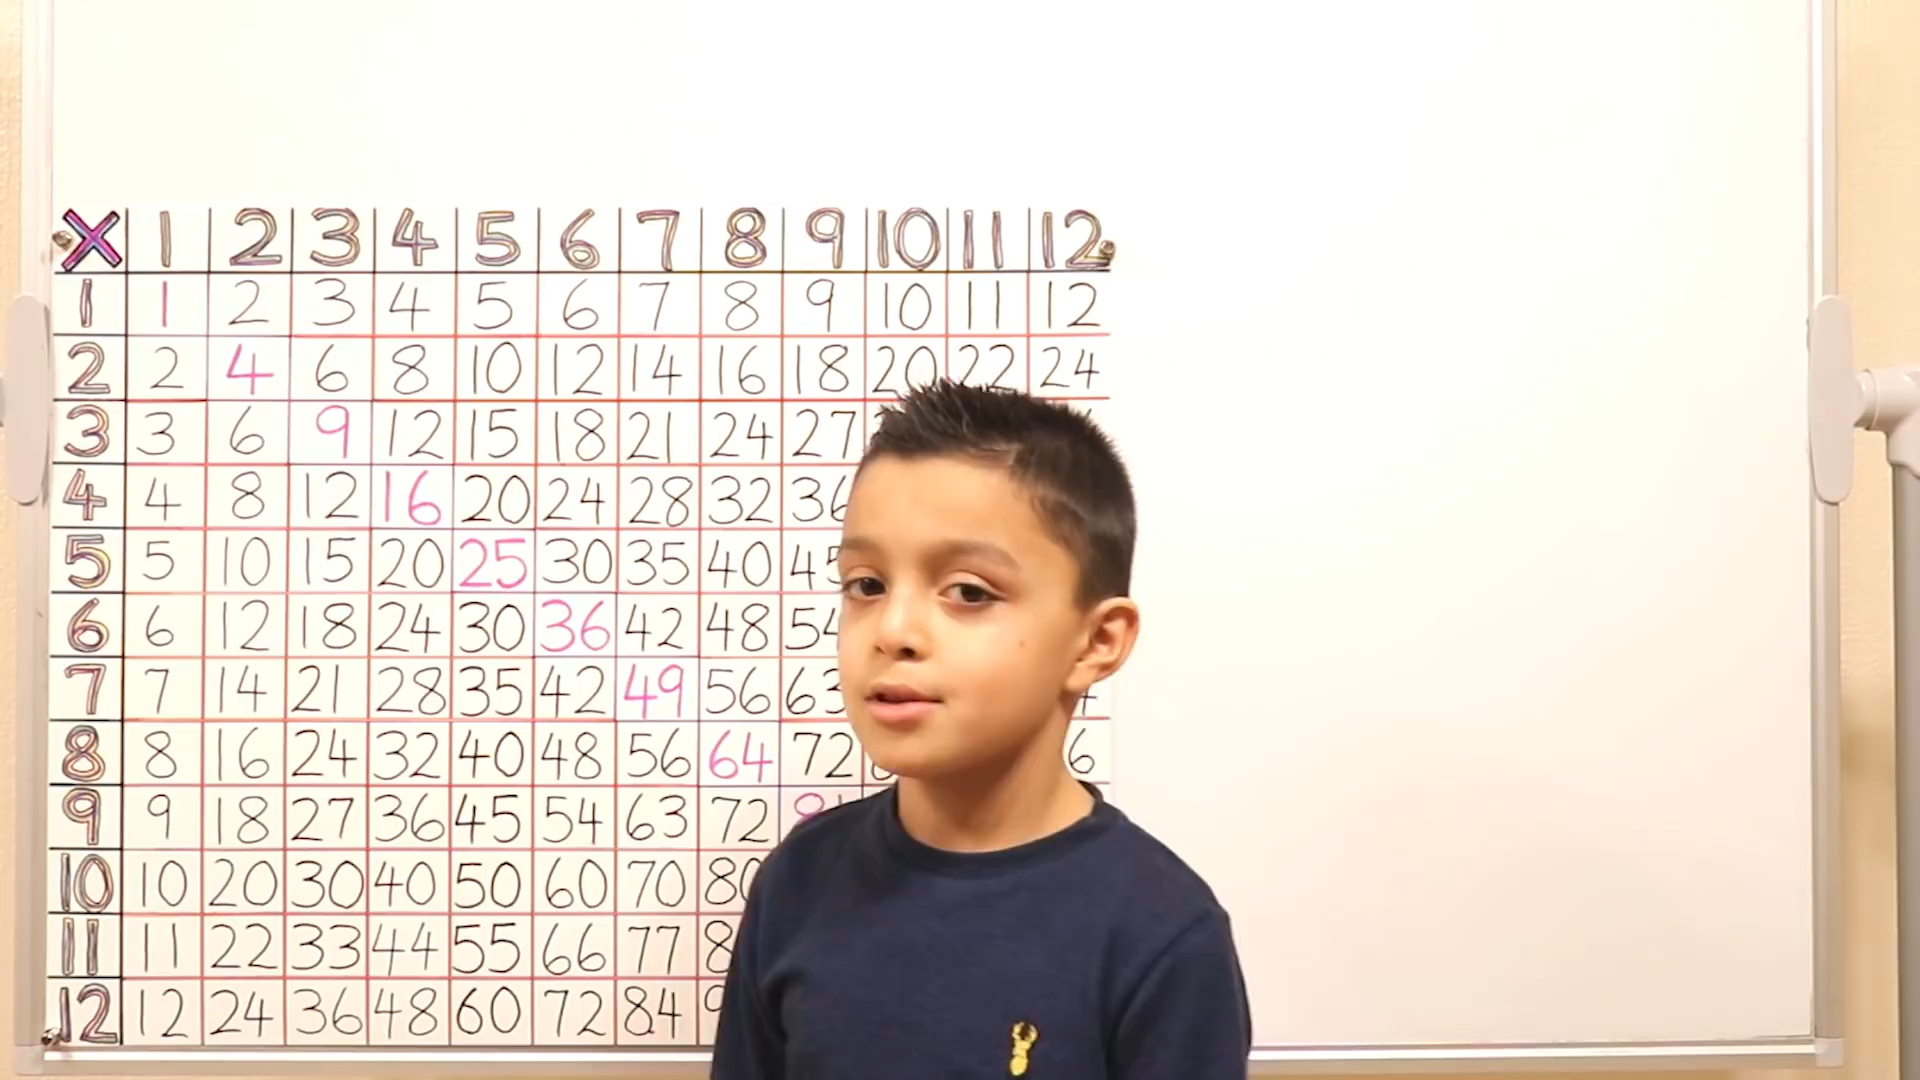 X 1 2 3 4 5 6 7 8 9 10 11 12
1 1 2 3 4 5 6 7 8 9 10 11 12
2 2 4 6 8 10 12 14 16 18 20 22 24
3 3 6 9 12 15 18 21 24 27
4 4 8 12 16 20 24 28 32 36
5 5 10 15 20 25 30 35 40 45
6 6 12 18 24 30 36 42 48 54
7 7 14 21 28 35 42 49 56 63
8 8 16 24 32 40 48 56 64 72
9 9 18 27 36 45 54 63 72
10 10 20 30 40 50 60 70 80
11 11 22 33 44 55 66 77
12 12 24 36 48 60 72 84